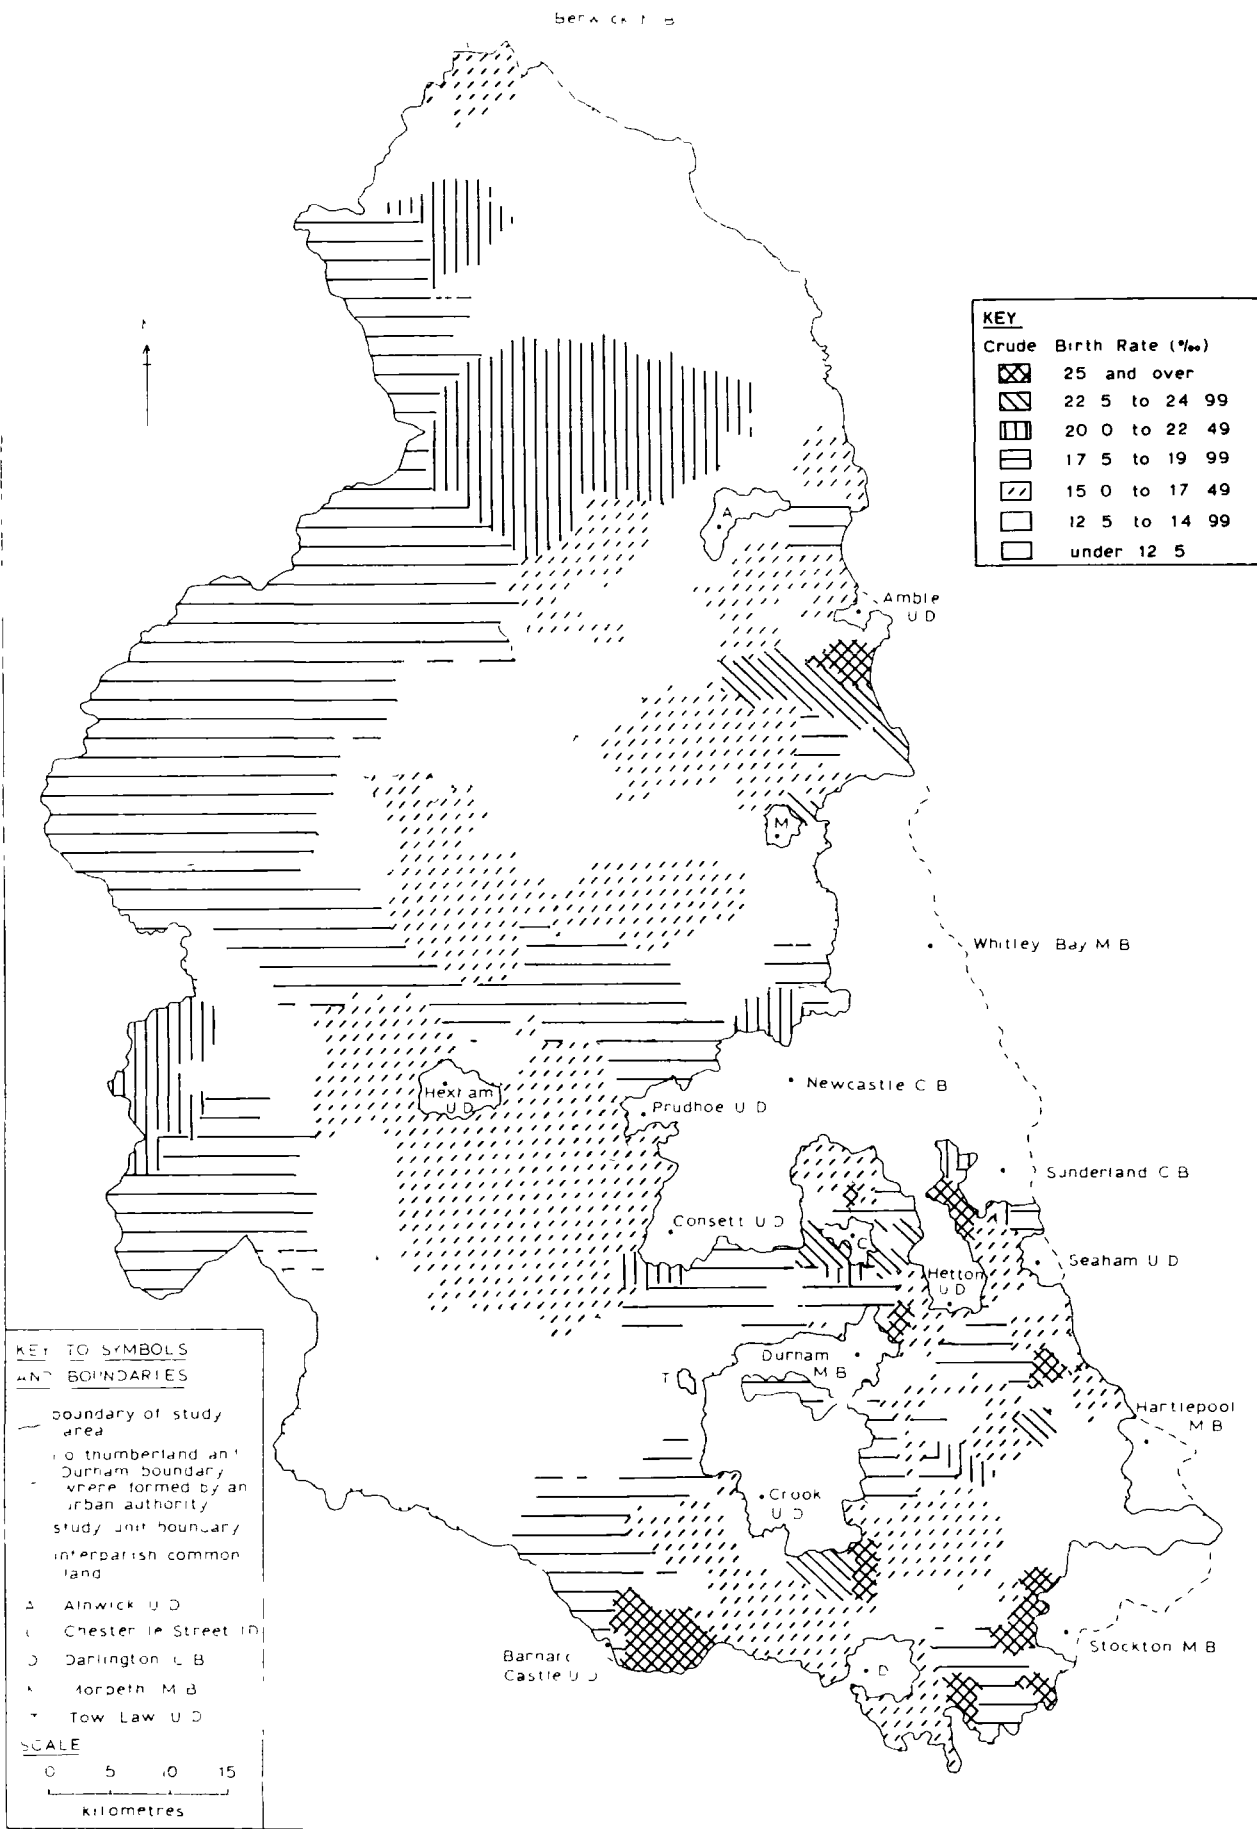 KEY
Crude Birth Rate (‰)
25 and over
22 5 to 24 99
20 0 to 22 49
17 5 to 19 99
15 0 to 17 49
12 5 to 14 99
under 12 5
A
Amble
U D
M
Whitley Bay M B
Newcastle C B
U D
Prudhoe U D
Sunderland C B
Consett U D
C
Seaham U D
Hetton
U D
Durham
M B
T
Hartlepool
M B
Crook
U D
Stockton M B
Castle U D
D
KEY TO SYMBOLS
BOUNDARIES
boundary of study
area
Durham boundary
where formed by an
urban authority
study unit boundary
interparish common
land
A Alnwick U D
Chester le Street
D Darlington C B
M B
Tow Law U D
SCALE
0 5 10 15
kilometres